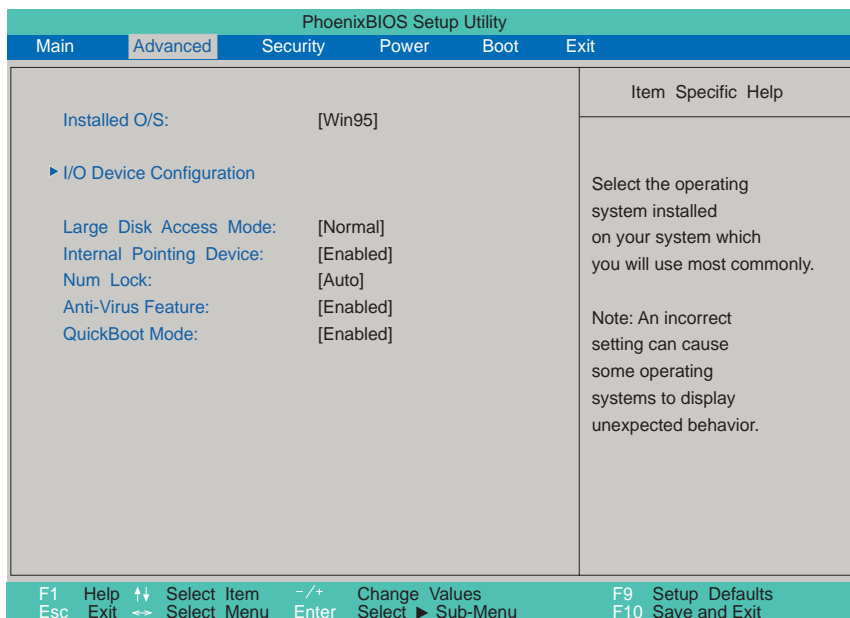 PhoenixBIOS Setup Utility
Main Advanced Security Power Boot Exit
Item Specific Help
Installed O/S: [Win95]
I/O Device Configuration
Large Disk Access Mode: [Normal]
Internal Pointing Device: [Enabled]
Num Lock: [Auto]
Anti-Virus Feature: [Enabled]
QuickBoot Mode: [Enabled]
Select the operating
system installed
on your system which
you will use most commonly.
Note: An incorrect
setting can cause
some operating
systems to display
unexpected behavior.
F1 Help ↑↓ Select Item -/+ Change Values F9 Setup Defaults
Esc Exit ↔ Select Menu Enter Select ▶ Sub-Menu F10 Save and Exit